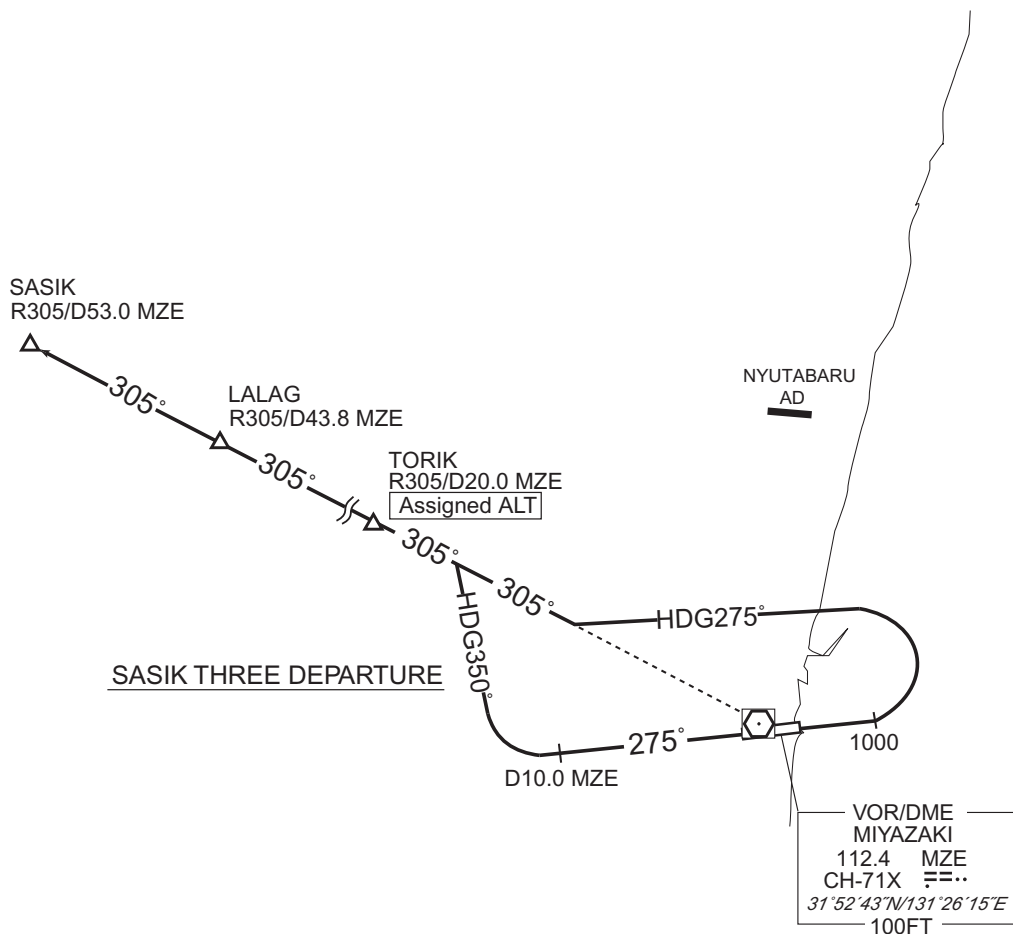 SASIK
R305/D53.0 MZE
305°
LALAG
R305/D43.8 MZE
305°
TORIK
R305/D20.0 MZE
Assigned ALT
305°
305°
NYUTABARU
AD
HDG275°
HDG350°
SASIK THREE DEPARTURE
275°
D10.0 MZE
1000
VOR/DME
MIYAZAKI
112.4 MZE
CH-71X
31°52′43″N/131°26′15″E
100FT